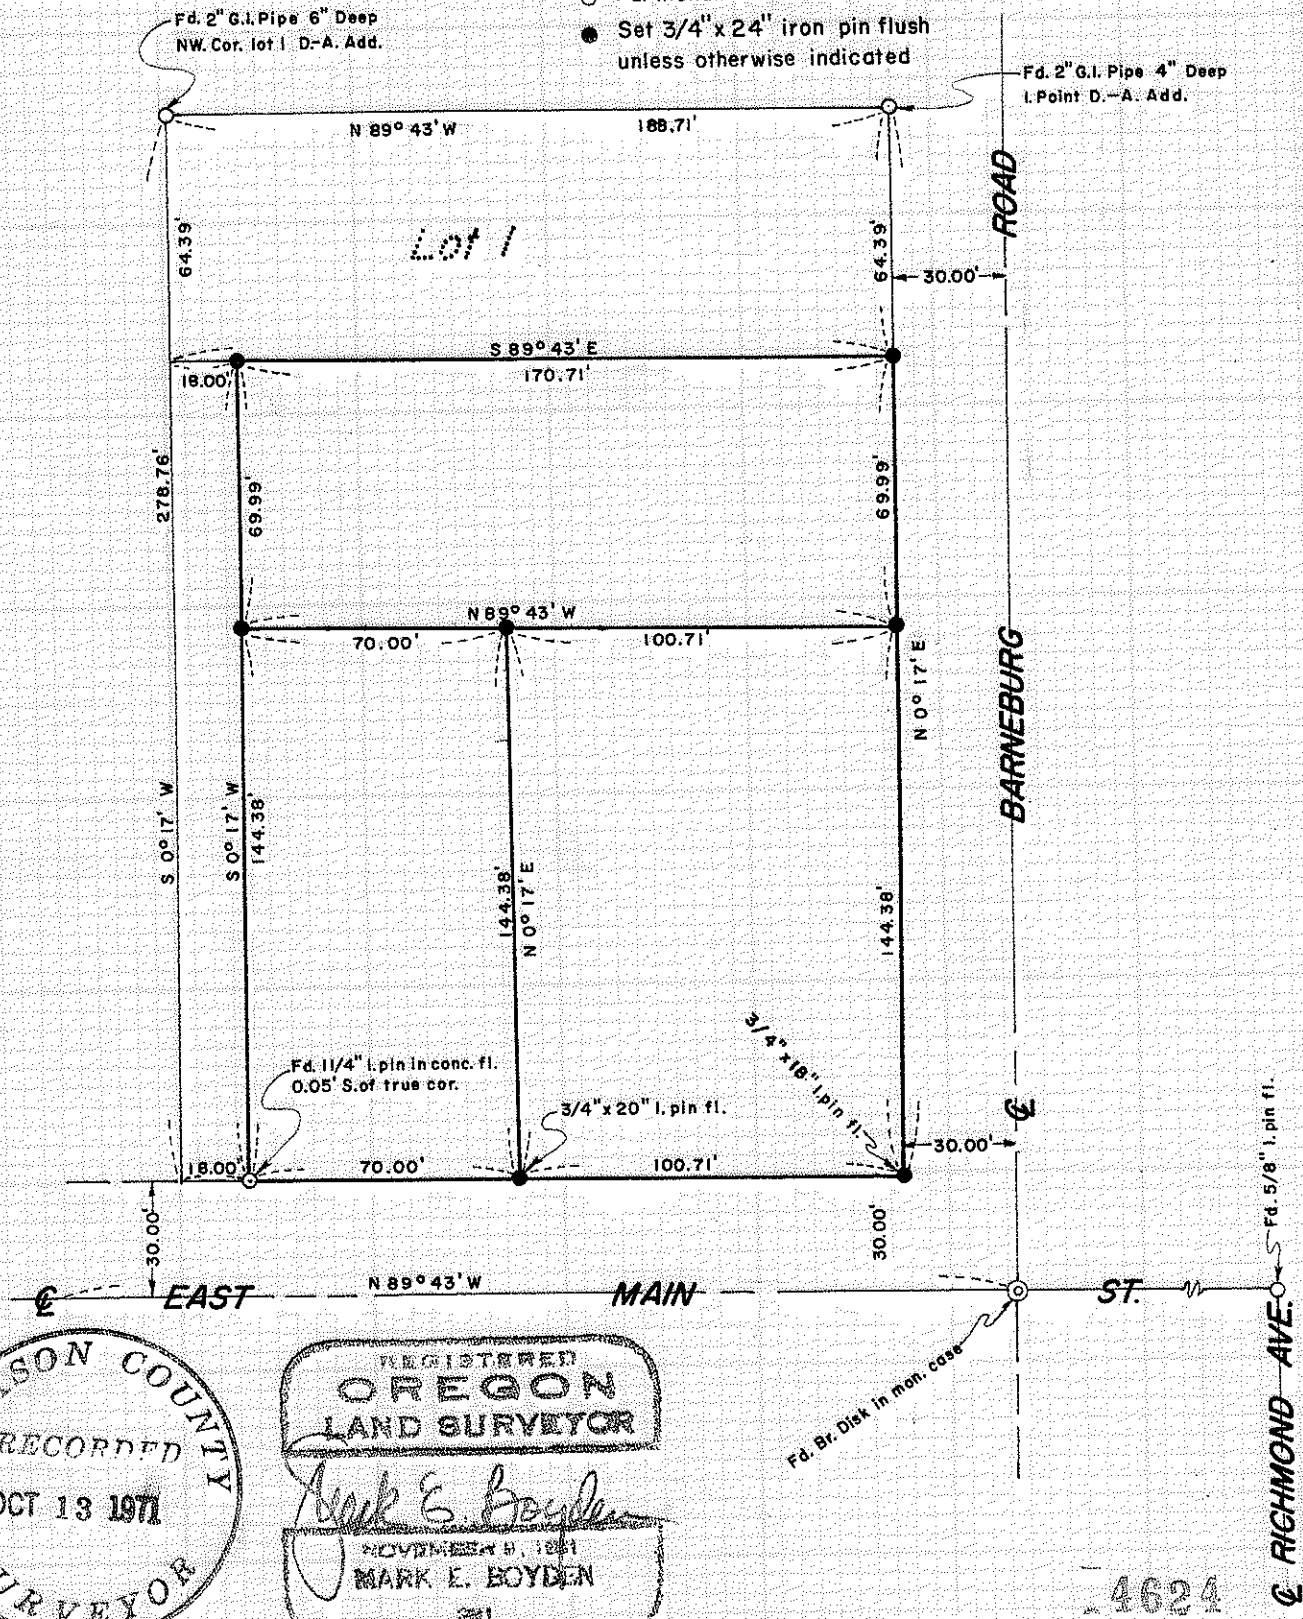 Fd. 2" G.I. Pipe 6" Deep
NW. Cor. lot 1 D.-A. Add.
Set 3/4" x 24" iron pin flush
unless otherwise indicated
Fd. 2" G.I. Pipe 4" Deep
I. Point D.-A. Add.
N 89° 43' W
188.71'
ROAD
64.39'
Lot 1
64.39'
30.00'
S 89° 43' E
18.00'
170.71'
278.76'
69.99'
69.99'
N 89° 43' W
70.00'
100.71'
N 0° 17' E
BARNEBURG
S 0° 17' W
S 0° 17' W
144.38'
144.38'
N 0° 17' E
144.38'
Fd. 1 1/4" I. pin in conc. fl.
0.05' S. of true cor.
3/4" x 20" I. pin fl.
3/4" x 18" I. pin fl.
℄
30.00'
18.00'
70.00'
100.71'
Fd. 5/8" I. pin fl.
30.00'
30.00'
℄ EAST
N 89° 43' W
MAIN
ST.
Fd. Br. Disk in mon. case
℄ RICHMOND AVE.
SON COUNTY
RECORDED
OCT 13 1971
URVEYOR
REGISTERED
OREGON
LAND SURVEYOR
Mark E. Boyden
MARK E. BOYDEN
4624